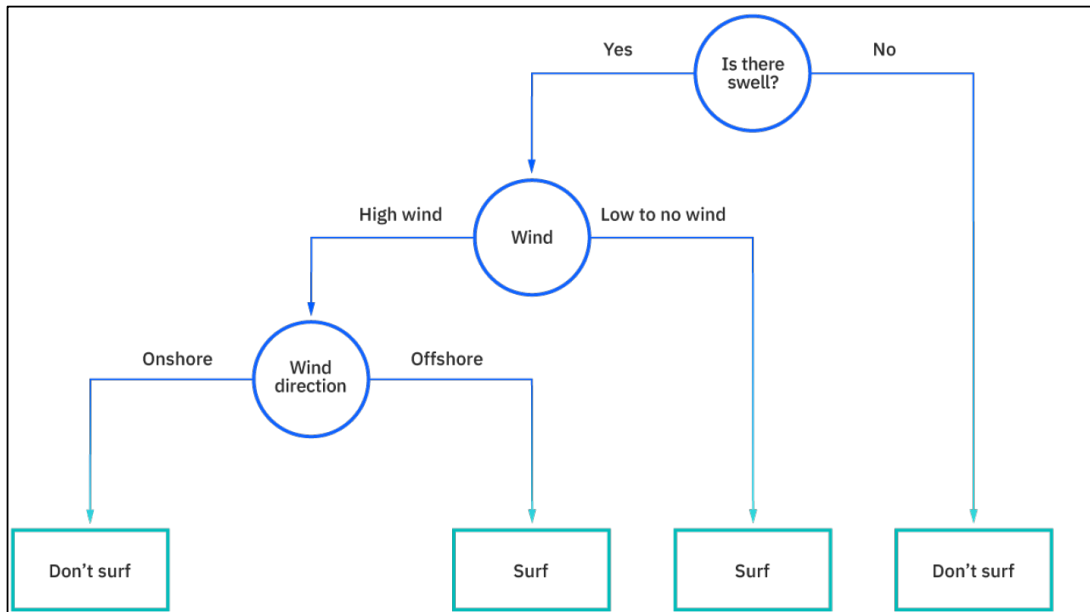 Yes
Is there
swell?
No
High wind
Wind
Low to no wind
Onshore
Wind
direction
Offshore
Don’t surf
Surf
Surf
Don’t surf